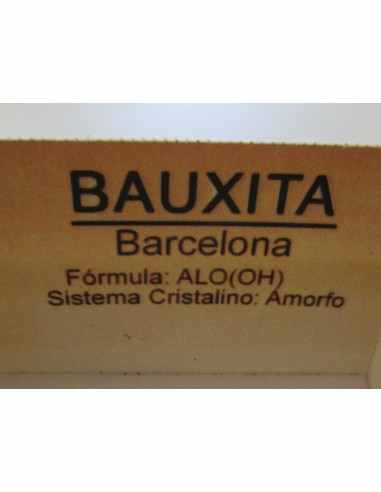 BAUXITA
Barcelona
Fórmula: ALO(OH)
Sistema Cristalino: Amorfo